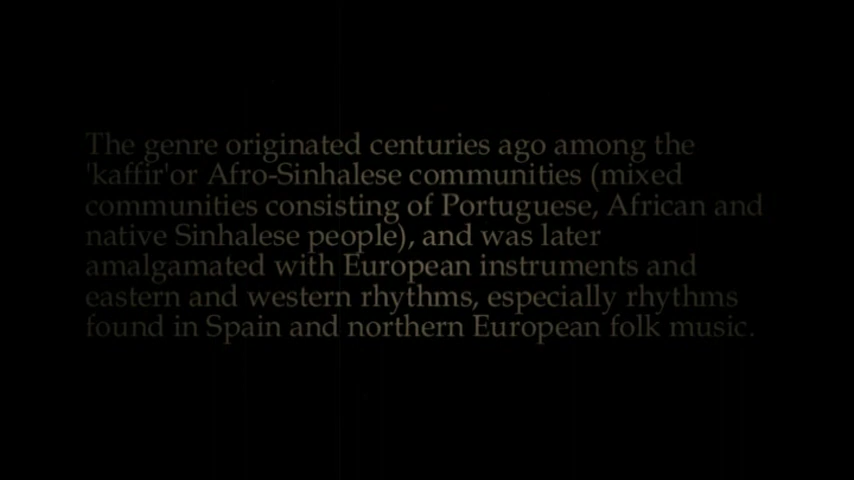 The genre originated centuries ago among the
'kaffir'or Afro-Sinhalese communities (mixed
communities consisting of Portuguese, African and
native Sinhalese people), and was later
amalgamated with European instruments and
eastern and western rhythms, especially rhythms
found in Spain and northern European folk music.